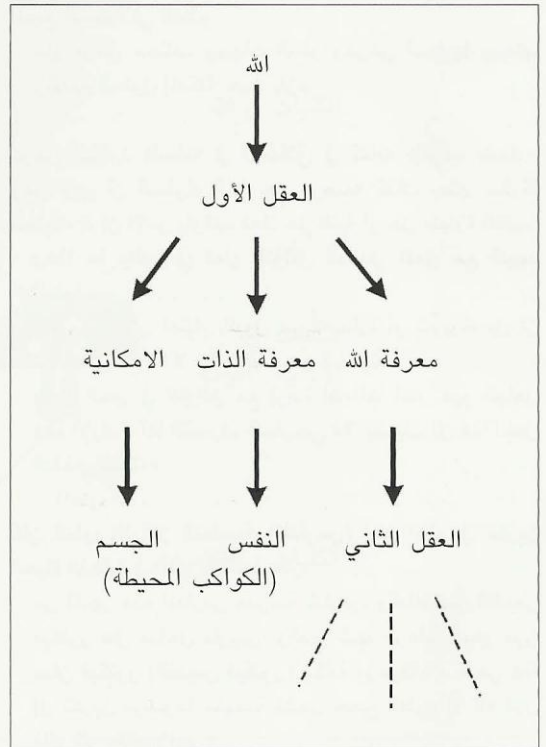 الله
العقل الأول
معرفة الله معرفة الذات الامكانية
العقل الثاني النفس الجسم
(الكواكب المحيطة)